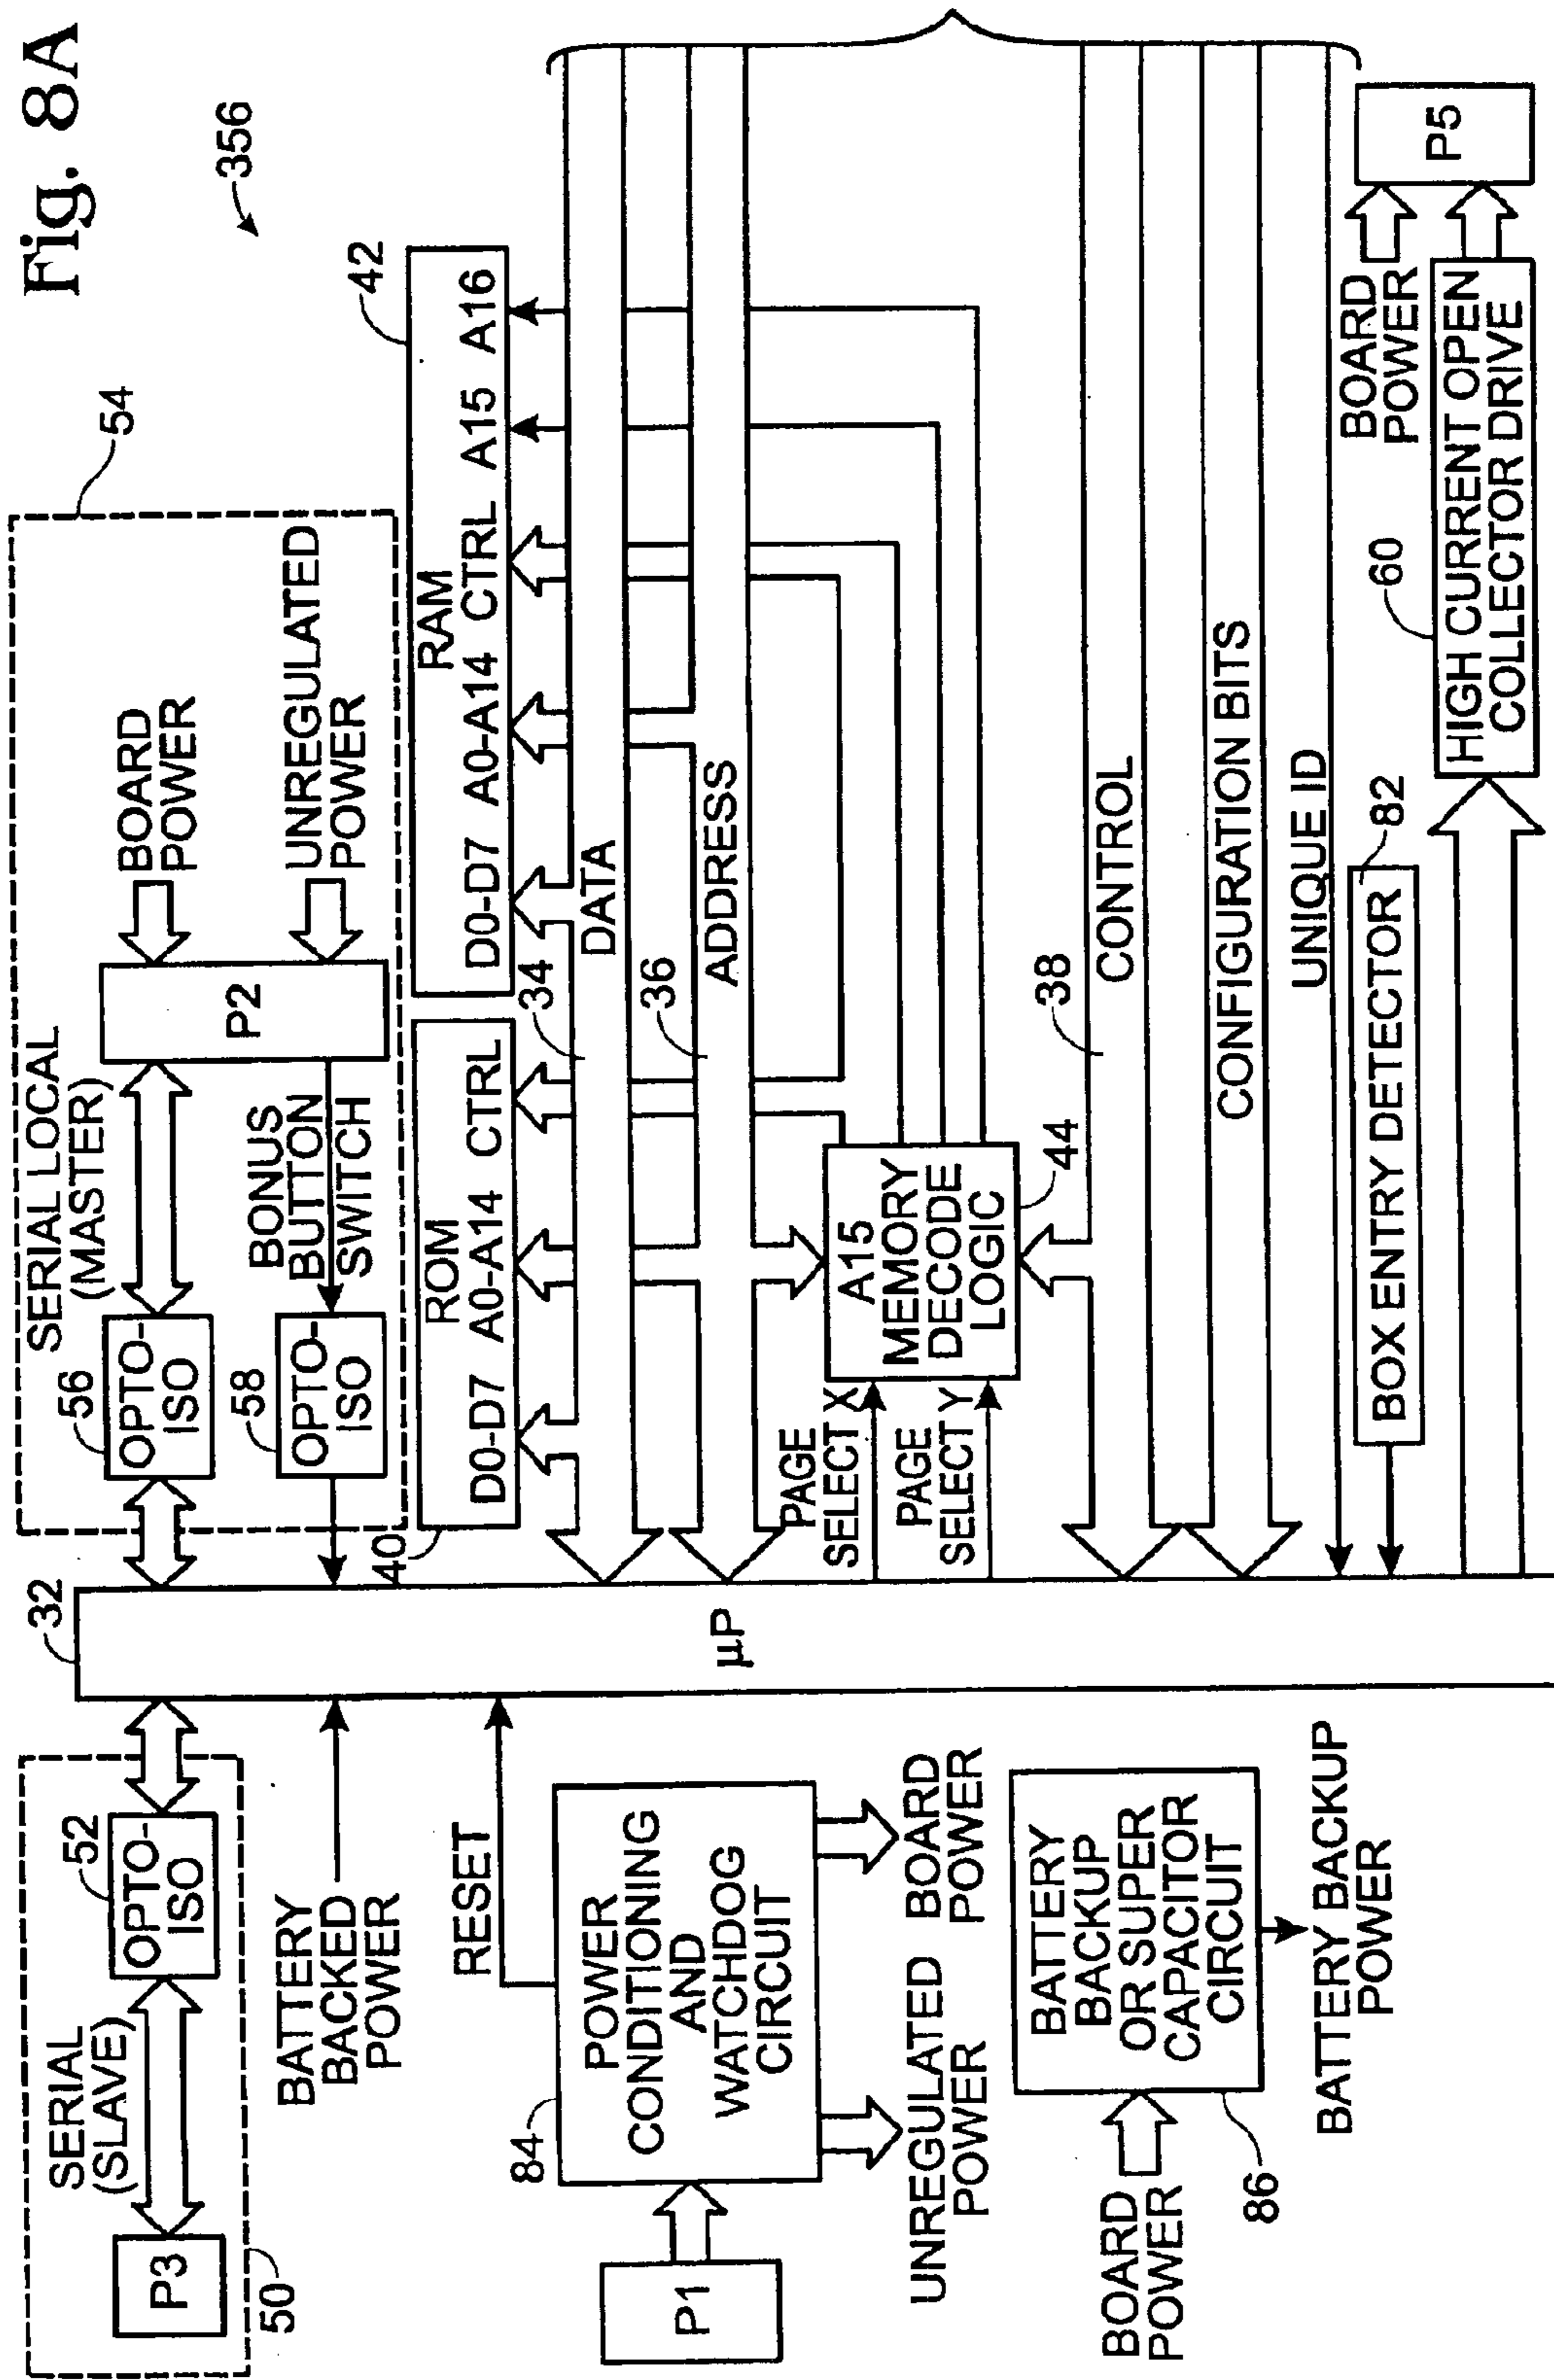 Fig. 8A
356
54
SERIAL LOCAL
(MASTER)
56
OPTO-
ISO
58
OPTO-
ISO
BONUS
BUTTON
SWITCH
P2
BOARD
POWER
UNREGULATED
POWER
SERIAL
(SLAVE)
P3
50
52
OPTO-
ISO
32
µP
BATTERY
BACKED
POWER
RESET
40
ROM
D0-D7 A0-A14 CTRL
42
RAM
D0-D7 A0-A14 CTRL A15 A16
34
DATA
36
ADDRESS
PAGE
SELECT X
PAGE
SELECT Y
A15
MEMORY
DECODE
LOGIC
44
38
CONTROL
CONFIGURATION BITS
UNIQUE ID
P1
84
POWER
CONDITIONING
AND
WATCHDOG
CIRCUIT
UNREGULATED
POWER
BOARD
POWER
BOARD
POWER
86
BATTERY
BACKUP
OR SUPER
CAPACITOR
CIRCUIT
BATTERY BACKUP
POWER
BOX ENTRY DETECTOR
82
60
HIGH CURRENT OPEN
COLLECTOR DRIVE
BOARD
POWER
P5